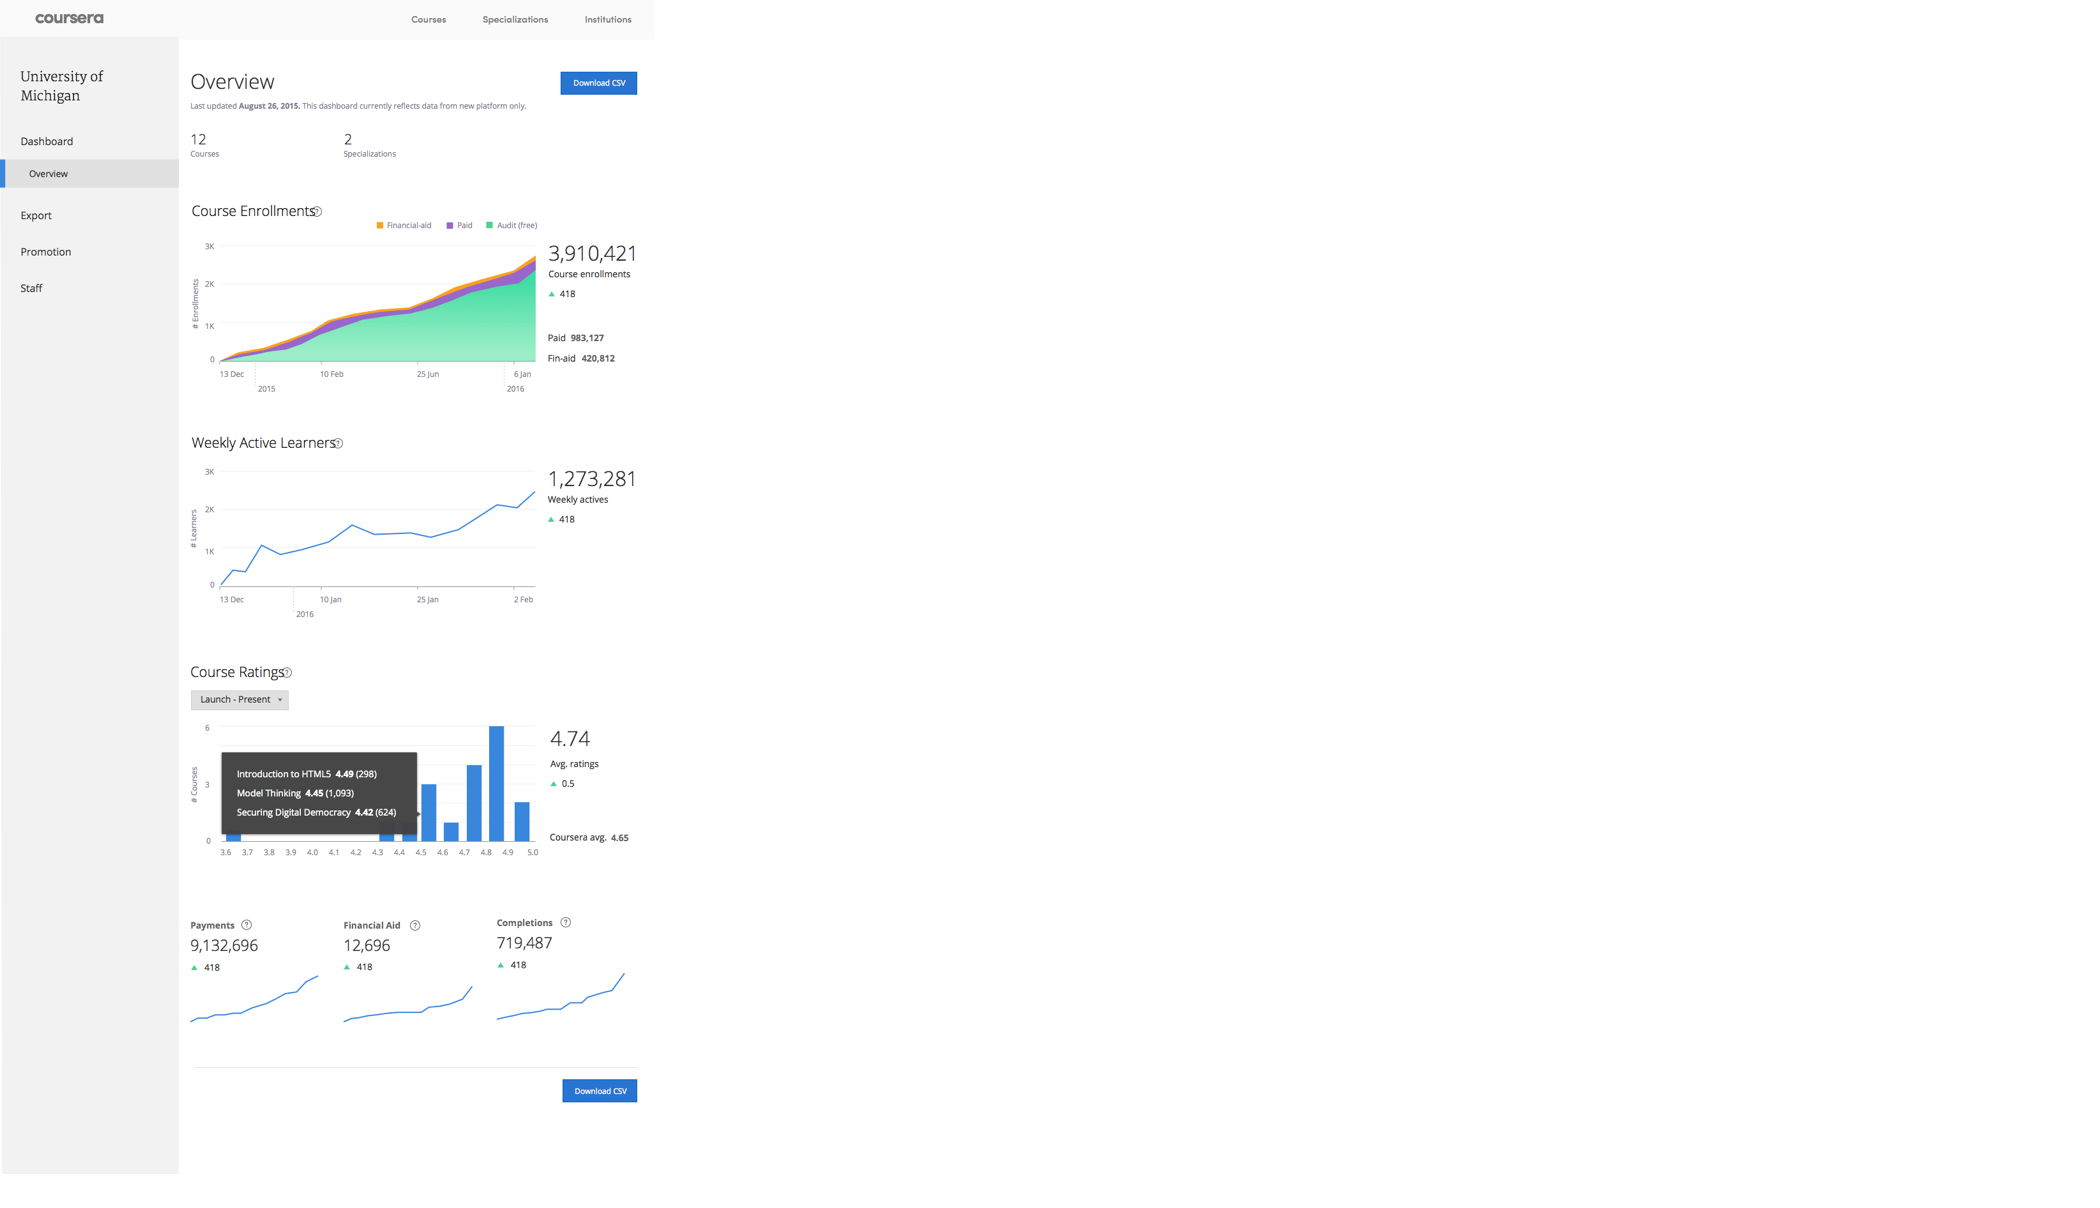 coursera
Courses Specializations Institutions
University of
Michigan
Dashboard
Overview
Export
Promotion
Staff
Overview
Download CSV
Last updated August 26, 2015. This dashboard currently reflects data from new platform only.
12
Courses
2
Specializations
Course Enrollments ?
Financial-aid Paid Audit (free)
3K
2K
1K
0
# Enrollments
13 Dec 10 Feb 25 Jun 6 Jan
2015 2016
3,910,421
Course enrollments
418
Paid 983,127
Fin-aid 420,812
Weekly Active Learners ?
3K
2K
1K
0
# Learners
13 Dec 10 Jan 25 Jan 2 Feb
2016
1,273,281
Weekly actives
418
Course Ratings ?
Launch - Present
6
3
0
# Courses
Introduction to HTML5 4.49 (298)
Model Thinking 4.45 (1,093)
Securing Digital Democracy 4.42 (624)
3.6 3.7 3.8 3.9 4.0 4.1 4.2 4.3 4.4 4.5 4.6 4.7 4.8 4.9 5.0
4.74
Avg. ratings
0.5
Coursera avg. 4.65
Payments ?
9,132,696
418
Financial Aid ?
12,696
418
Completions ?
719,487
418
Download CSV